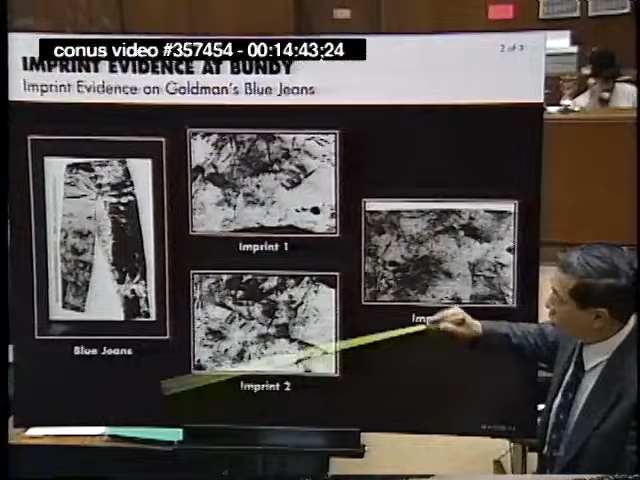 conus video #357454 - 00:14:43;24
IMPRINT EVIDENCE AT BUNDY
2 of 3
Imprint Evidence on Goldman's Blue Jeans
Imprint 1
Blue Jeans
Imprint 2